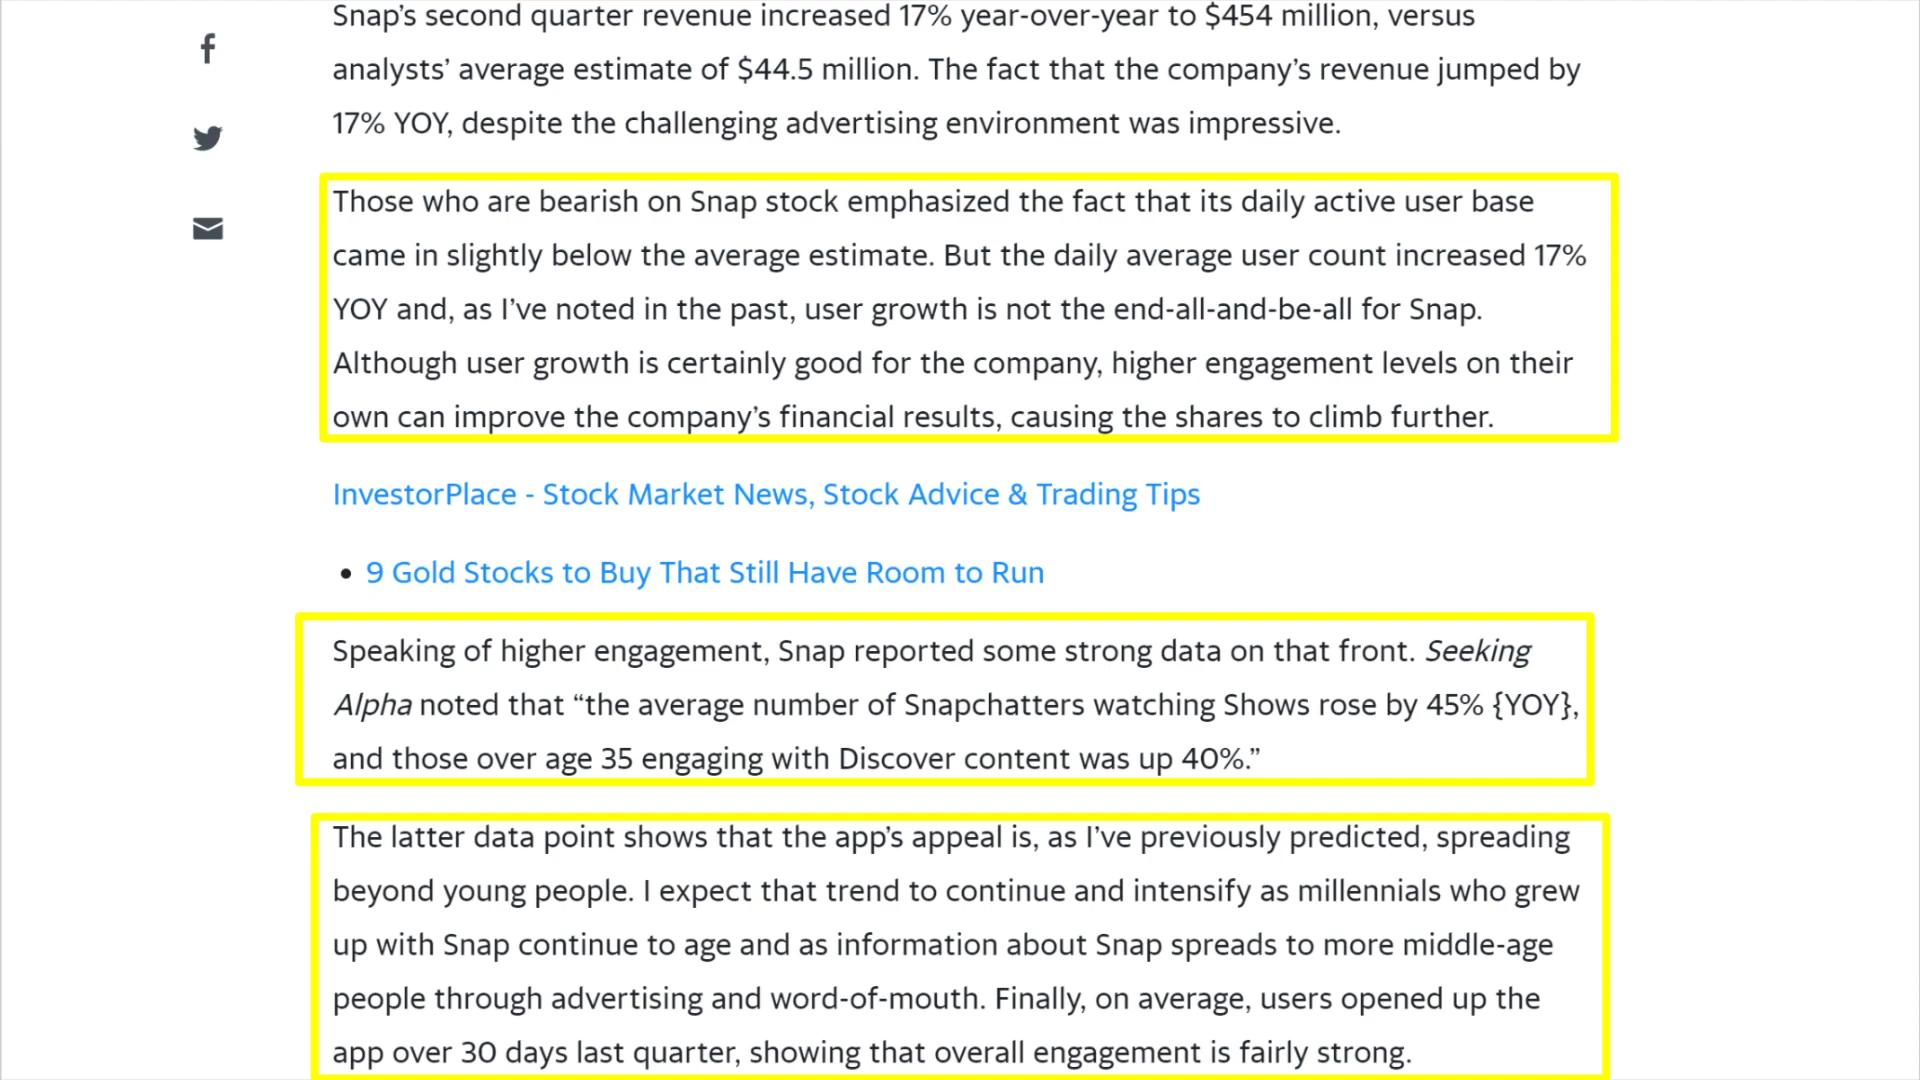 Snap’s second quarter revenue increased 17% year-over-year to $454 million, versus
analysts’ average estimate of $44.5 million. The fact that the company’s revenue jumped by
17% YOY, despite the challenging advertising environment was impressive.
Those who are bearish on Snap stock emphasized the fact that its daily active user base
came in slightly below the average estimate. But the daily average user count increased 17%
YOY and, as I’ve noted in the past, user growth is not the end-all-and-be-all for Snap.
Although user growth is certainly good for the company, higher engagement levels on their
own can improve the company’s financial results, causing the shares to climb further.
InvestorPlace - Stock Market News, Stock Advice & Trading Tips
• 9 Gold Stocks to Buy That Still Have Room to Run
Speaking of higher engagement, Snap reported some strong data on that front. Seeking
Alpha noted that “the average number of Snapchatters watching Shows rose by 45% {YOY},
and those over age 35 engaging with Discover content was up 40%.”
The latter data point shows that the app’s appeal is, as I’ve previously predicted, spreading
beyond young people. I expect that trend to continue and intensify as millennials who grew
up with Snap continue to age and as information about Snap spreads to more middle-age
people through advertising and word-of-mouth. Finally, on average, users opened up the
app over 30 days last quarter, showing that overall engagement is fairly strong.